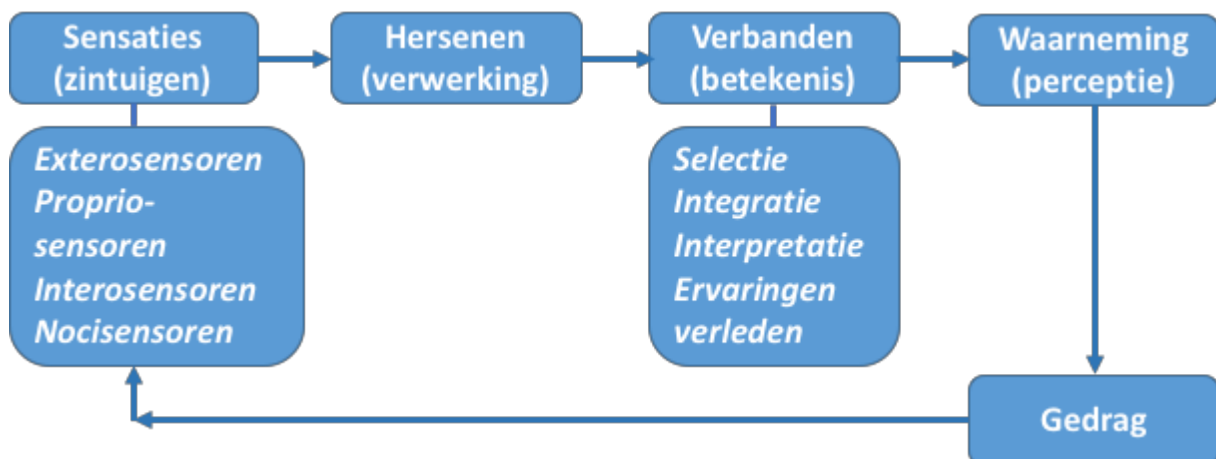 Sensaties
(zintuigen)
Hersenen
(verwerking)
Verbanden
(betekenis)
Waarneming
(perceptie)
Exterosensoren
Proprio-
sensoren
Interosensoren
Nocisensoren
Selectie
Integratie
Interpretatie
Ervaringen
verleden
Gedrag